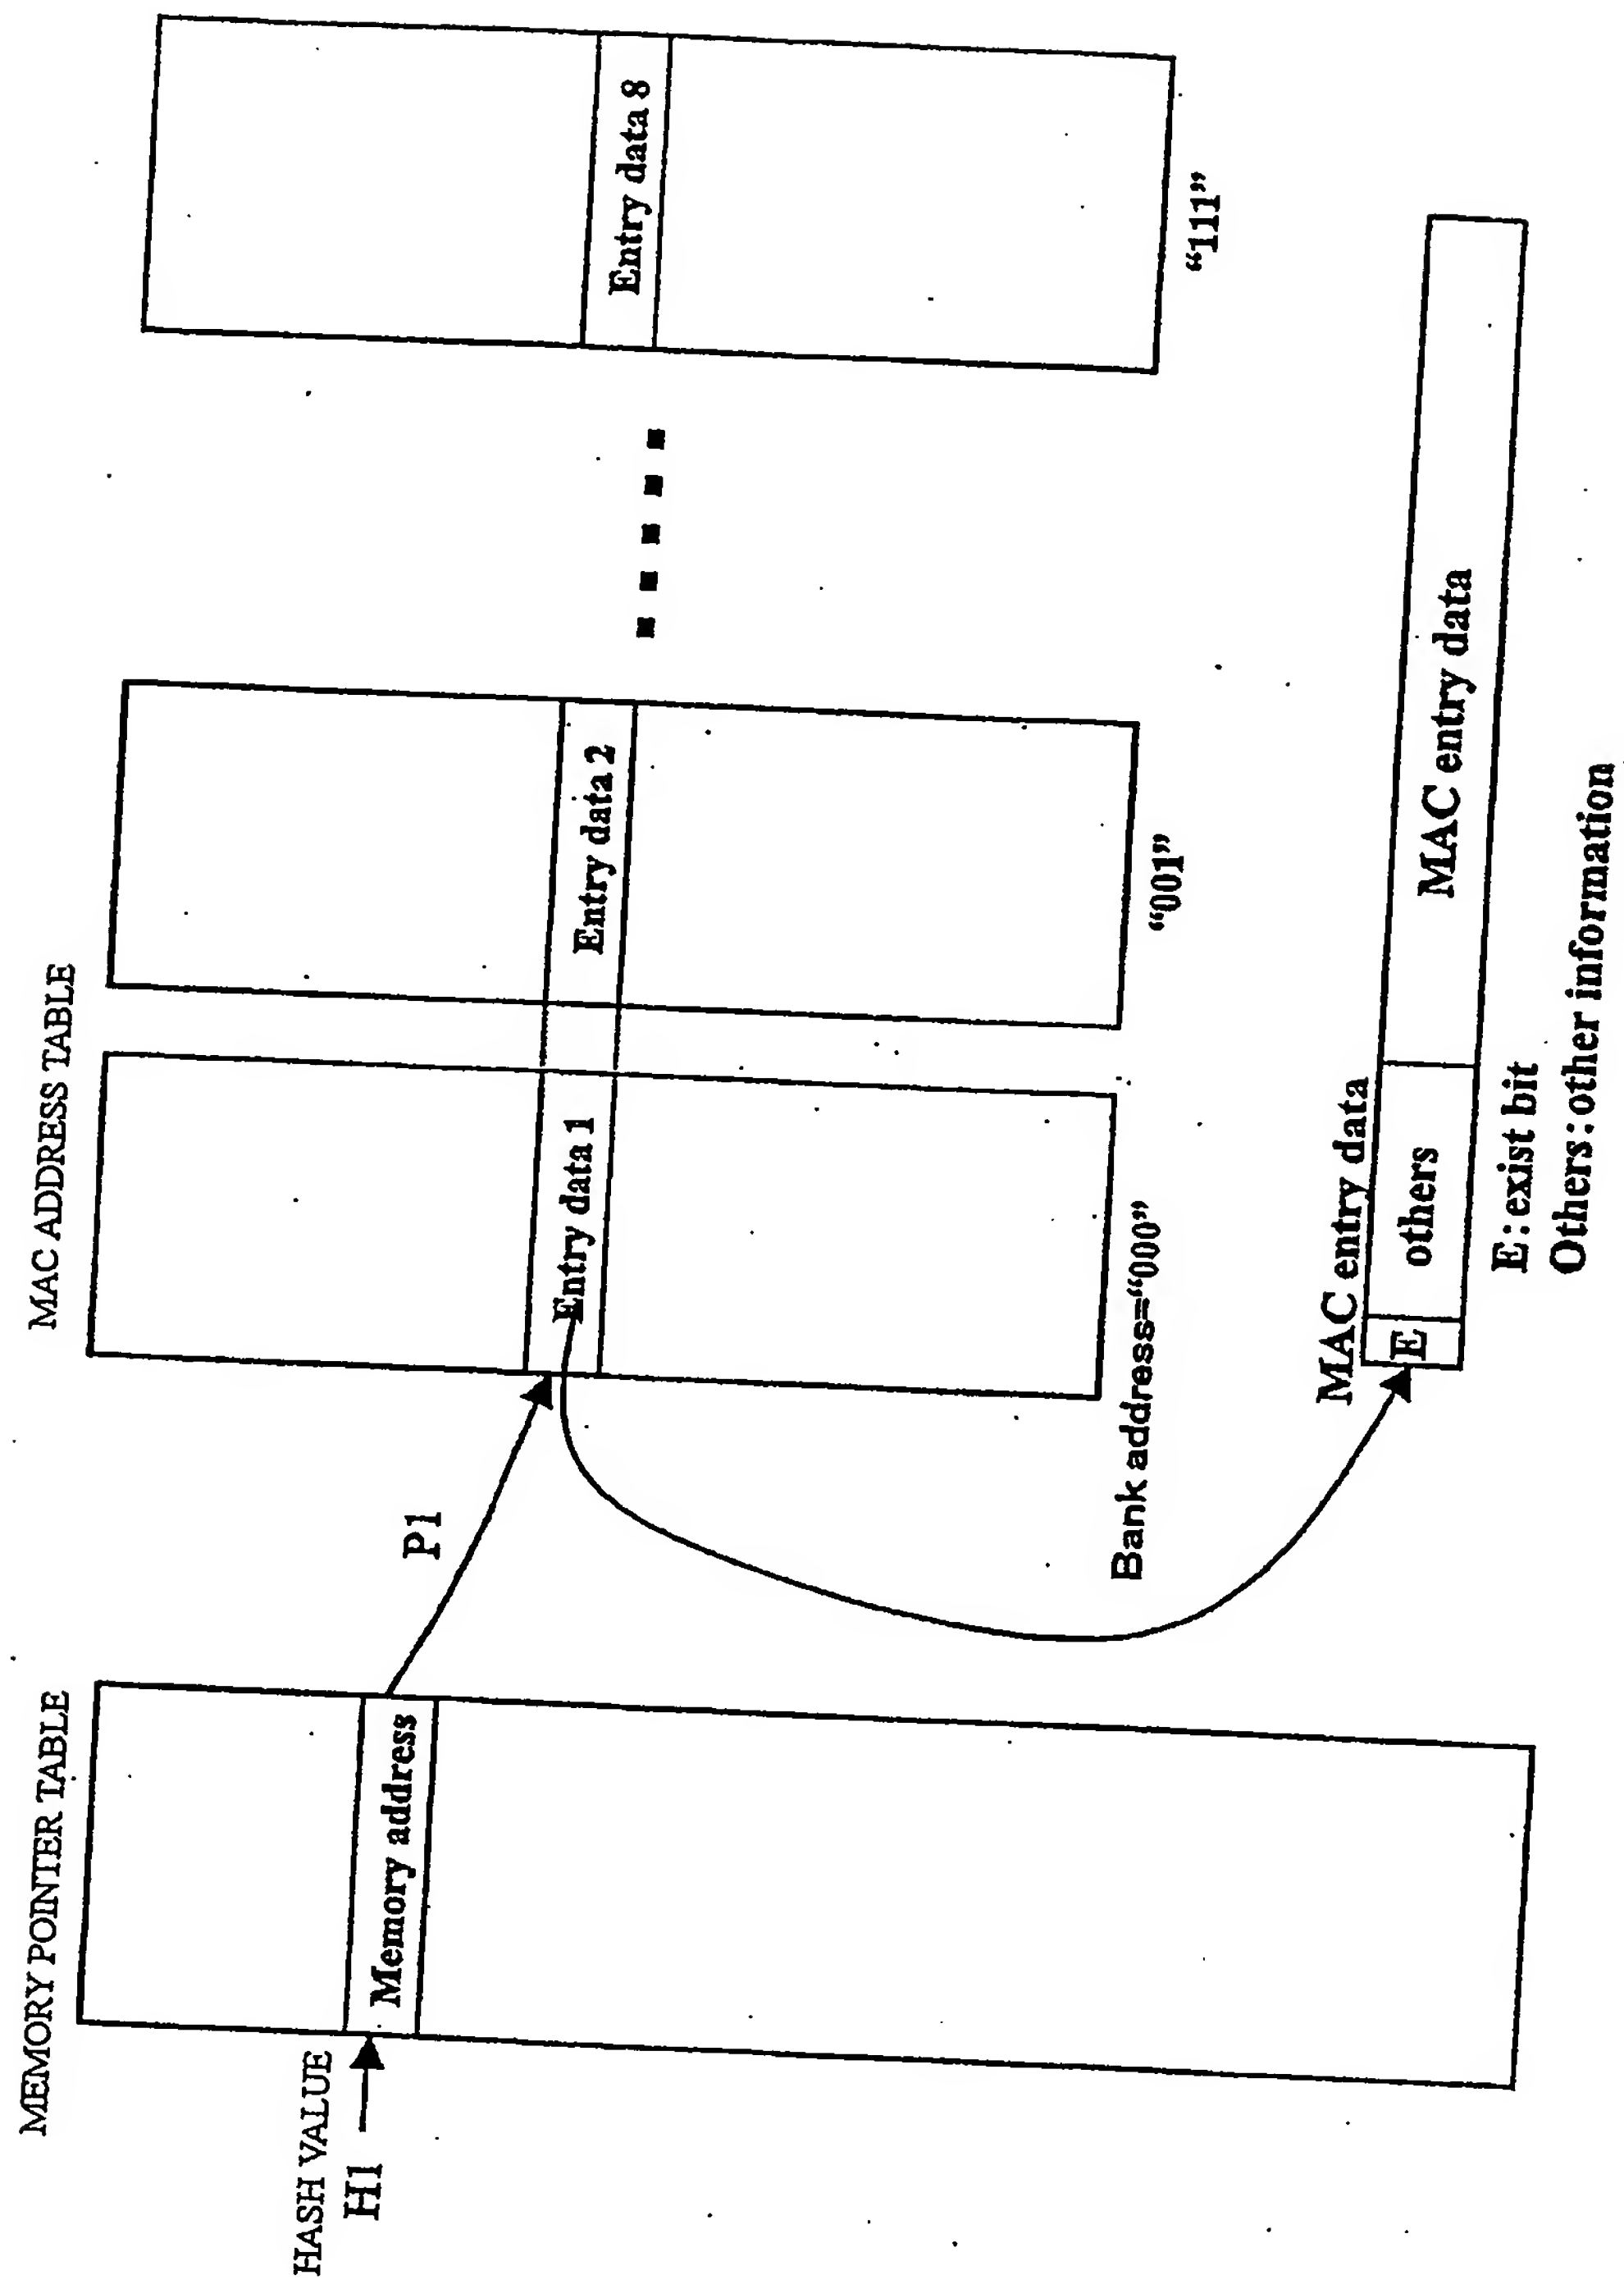 MEMORY POINTER TABLE
MAC ADDRESS TABLE
HASH VALUE
H1
Memory address
P1
Entry data 1
Entry data 2
Entry data 8
Bank address="000"
“001”
“111”
MAC entry data
E
others
MAC entry data
E:exist bit
Others:other information